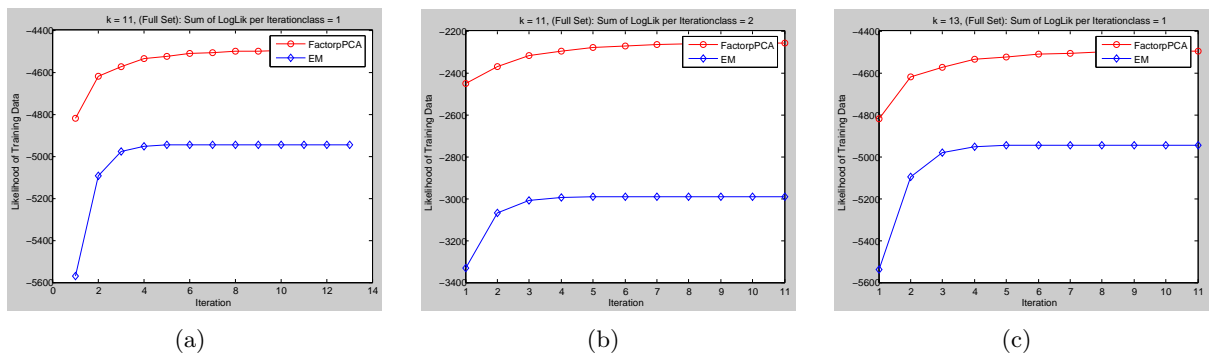 k = 11, (Full Set): Sum of LogLik per Iterationclass = 1
−4400
−4600
−4800
−5000
−5200
−5400
−5600
Likelihood of Training Data
FactorpPCA
EM
0 2 4 6 8 10 12 14
Iteration
(a)
k = 11, (Full Set): Sum of LogLik per Iterationclass = 2
−2200
−2400
−2600
−2800
−3000
−3200
−3400
Likelihood of Training Data
FactorpPCA
EM
1 2 3 4 5 6 7 8 9 10 11
Iteration
(b)
k = 13, (Full Set): Sum of LogLik per Iterationclass = 1
−4400
−4600
−4800
−5000
−5200
−5400
−5600
Likelihood of Training Data
FactorpPCA
EM
1 2 3 4 5 6 7 8 9 10 11
Iteration
(c)